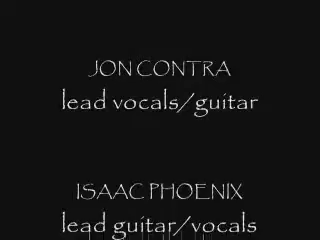 JON CONTRA
lead vocals/guitar
ISAAC PHOENIX
lead guitar/vocals